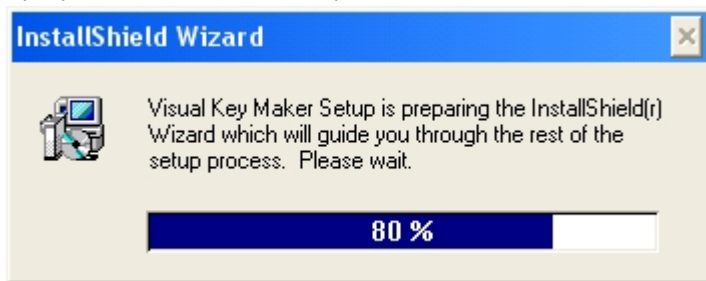 InstallShield Wizard
Visual Key Maker Setup is preparing the InstallShield(r)
Wizard which will guide you through the rest of the
setup process.  Please wait.
80 %